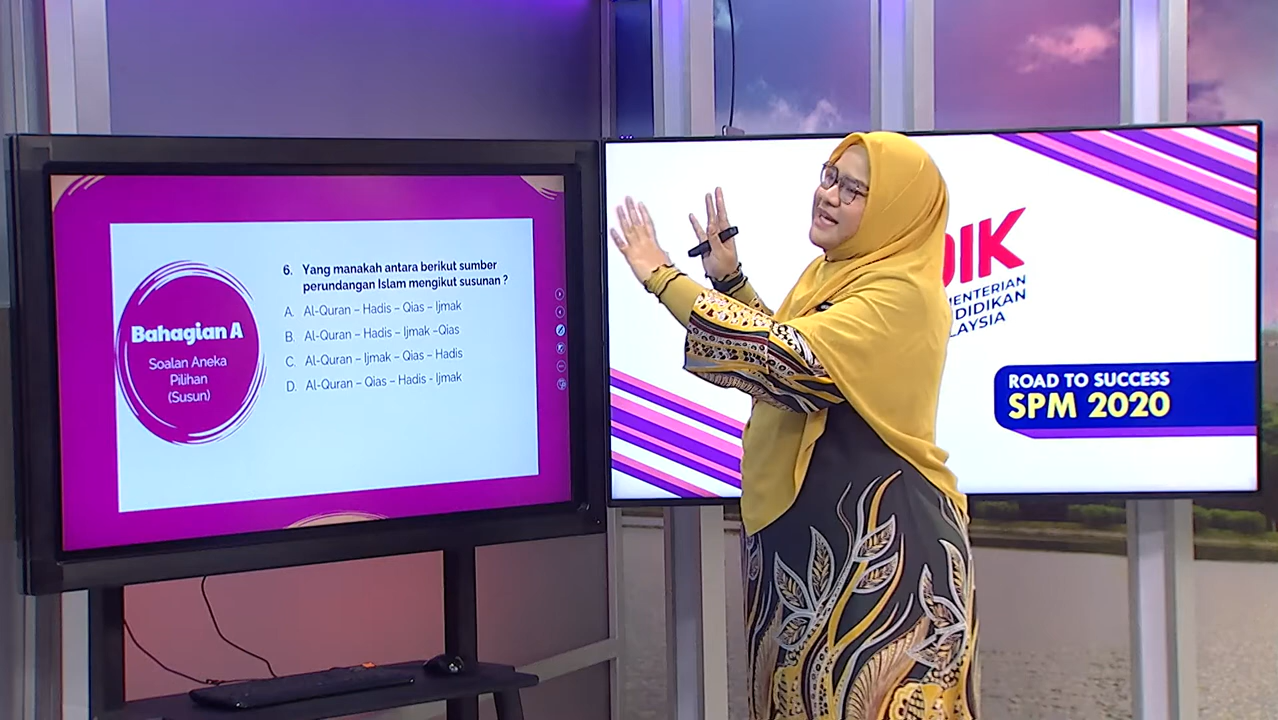 Bahagian A
Soalan Aneka
Pilihan
(Susun)
6. Yang manakah antara berikut sumber
perundangan Islam mengikut susunan ?
A. Al-Quran – Hadis – Qias – Ijmak
B. Al-Quran – Hadis – Ijmak -Qias
C. Al-Quran – Ijmak – Qias – Hadis
D. Al-Quran – Qias – Hadis - Ijmak
IK
ROAD TO SUCCESS
SPM 2020